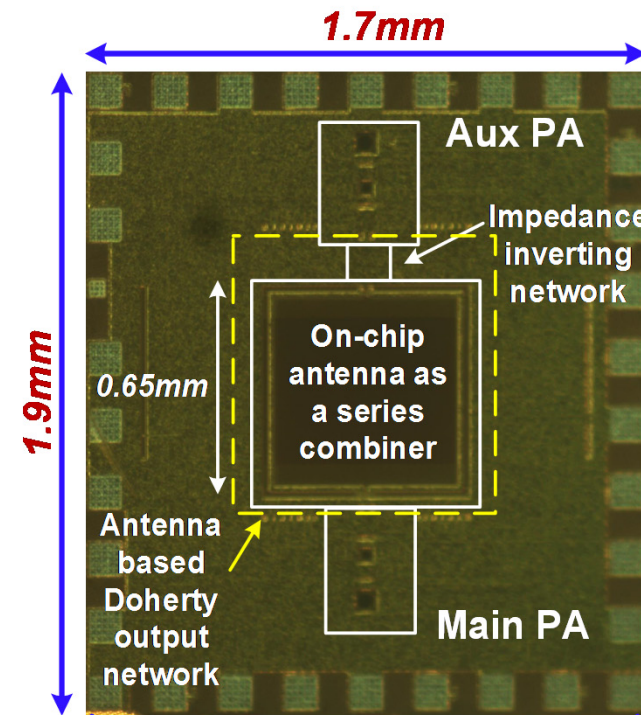 1.7mm
Aux PA
Impedance
inverting
network
1.9mm
0.65mm
On-chip
antenna as
a series
combiner
Antenna
based
Doherty
output
network
Main PA